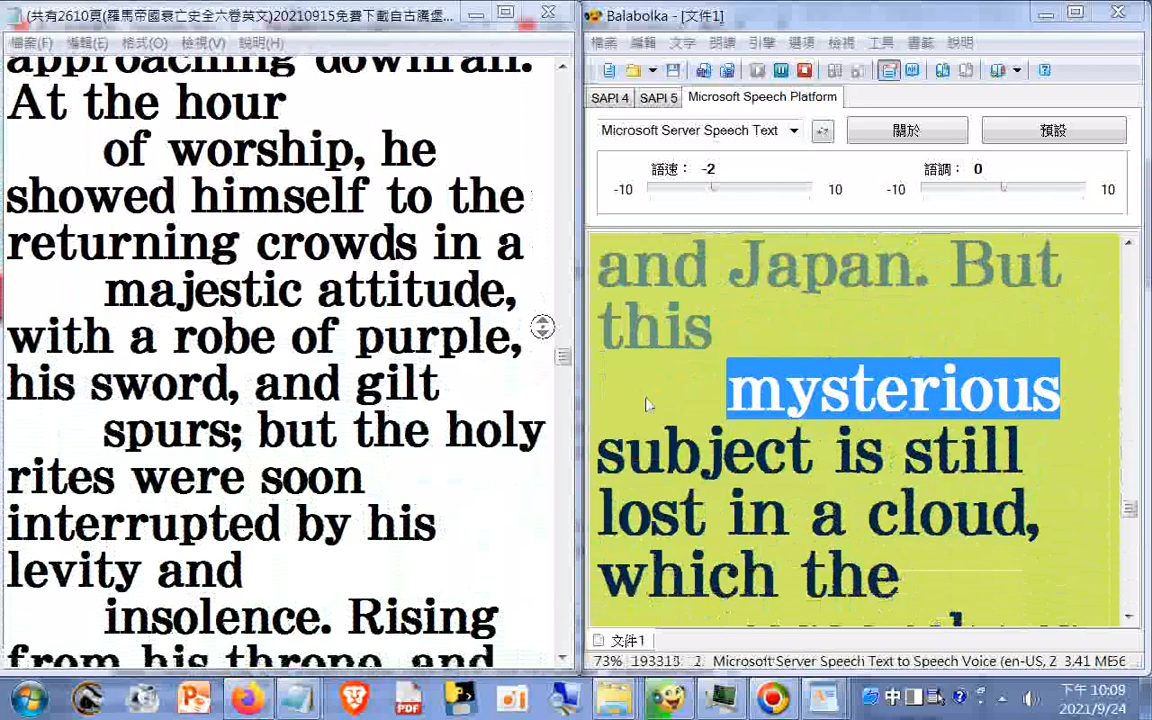 (共有2610頁(羅馬帝國衰亡史全六卷英文)20210915免費下載自古騰堡...
檔案(F) 編輯(E) 格式(O) 檢視(V) 說明(H)
approaching downfall.
At the hour
of worship, he
showed himself to the
returning crowds in a
majestic attitude,
with a robe of purple,
his sword, and gilt
spurs; but the holy
rites were soon
interrupted by his
levity and
insolence. Rising
from his throne, and
Balabolka - [文件1]
檔案 編輯 文字 朗讀 引擎 選項 檢視 工具 書籤 說明
SAPI 4 SAPI 5 Microsoft Speech Platform
Microsoft Server Speech Text 關於 預設
語速： -2 語調： 0
-10 10 -10 10
and Japan. But
this
mysterious
subject is still
lost in a cloud,
which the
文件1
73% 193313 2. Microsoft Server Speech Text to Speech Voice (en-US, Z 3.41 ME56
中
下午 10:09
2021/9/24